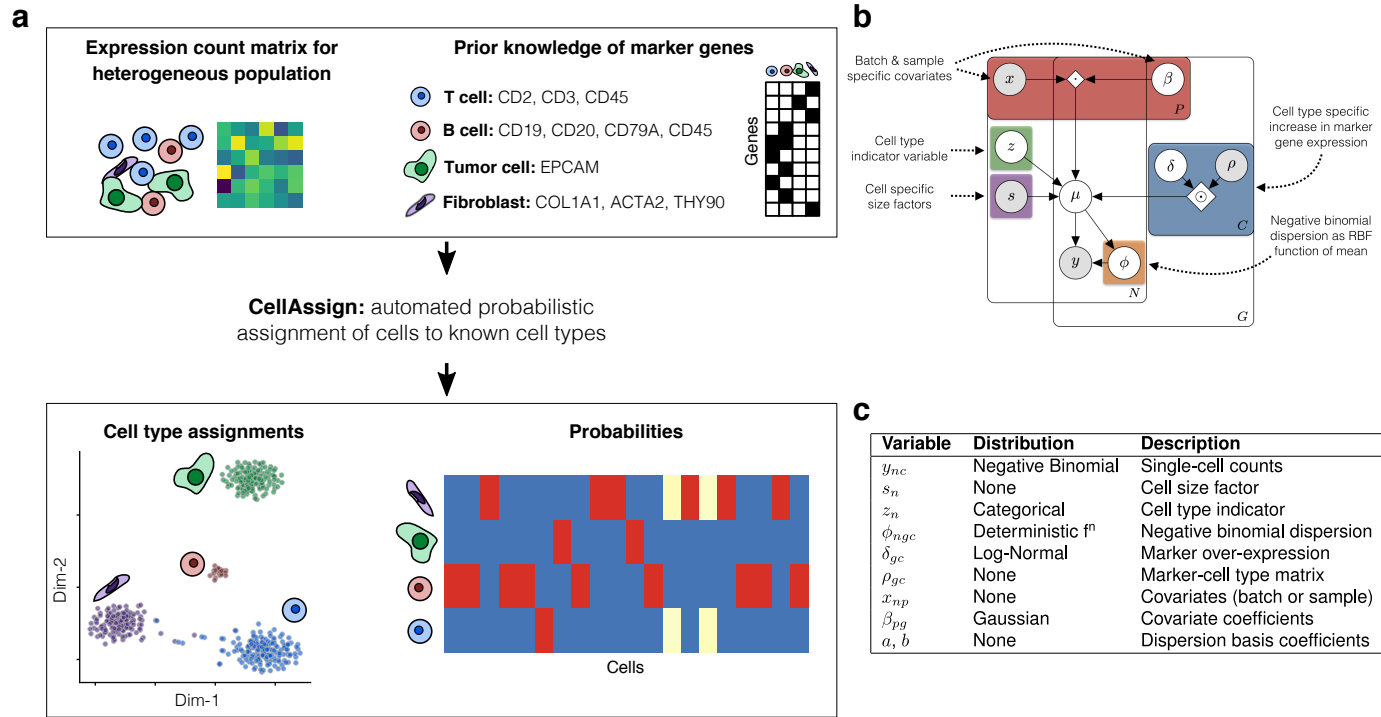 a
Expression count matrix for
heterogeneous population
Prior knowledge of marker genes
T cell: CD2, CD3, CD45
B cell: CD19, CD20, CD79A, CD45
Tumor cell: EPCAM
Fibroblast: COL1A1, ACTA2, THY90
Genes
CellAssign: automated probabilistic
assignment of cells to known cell types
Cell type assignments
Dim-2
Dim-1
Probabilities
Cells
b
Batch & sample
specific covariates
Cell type
indicator variable
Cell specific
size factors
Cell type specific
increase in marker
gene expression
Negative binomial
dispersion as RBF
function of mean
x
β
P
z
δ
ρ
s
μ
C
y
ϕ
N
G
c
Variable Distribution Description
y_nc Negative Binomial Single-cell counts
s_n None Cell size factor
z_n Categorical Cell type indicator
ϕ_ngc Deterministic fⁿ Negative binomial dispersion
δ_gc Log-Normal Marker over-expression
ρ_gc None Marker-cell type matrix
x_np None Covariates (batch or sample)
β_pg Gaussian Covariate coefficients
a, b None Dispersion basis coefficients